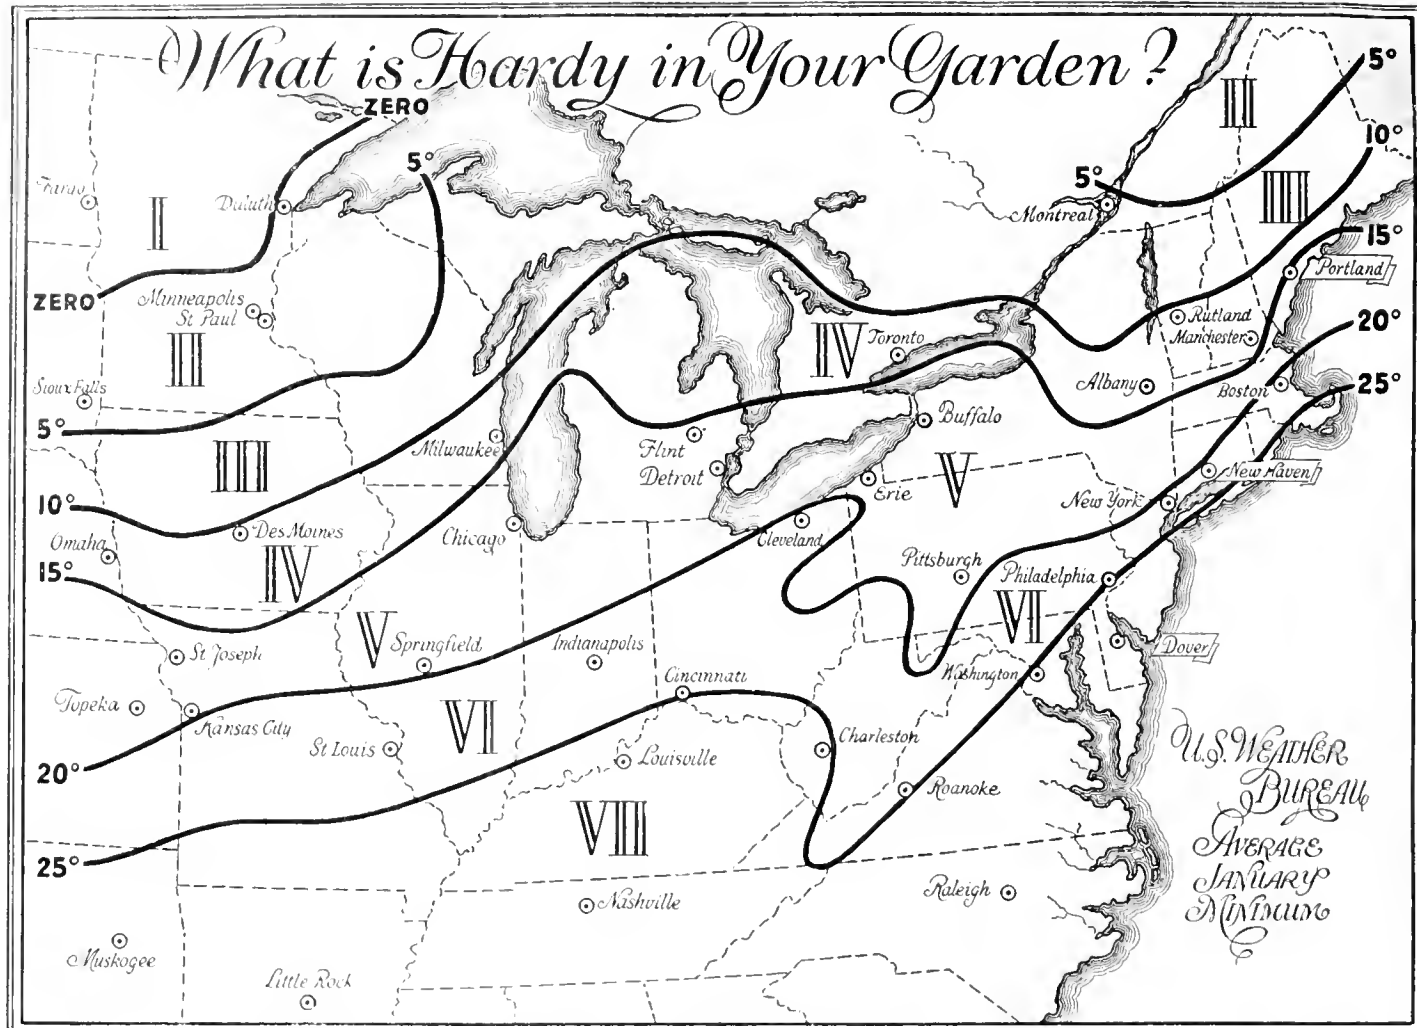 What is Hardy in Your Garden?
5°
ZERO
II
10°
5°
5°
Fargo
Duluth
I
Montreal
III
15°
Portland
ZERO
Minneapolis
St Paul
II
IV
Toronto
Rutland
Manchester
20°
Sioux Falls
Albany
Boston
25°
5°
Milwaukee
Flint
Detroit
Buffalo
III
Erie
V
New Haven
10°
New York
Des Moines
Chicago
Cleveland
Omaha
15°
IV
Pittsburgh
Philadelphia
V
Springfield
Indianapolis
VI
St Joseph
Dover
Washington
Cincinnati
Topeka
Kansas City
VI
St Louis
Louisville
Charleston
20°
Roanoke
VII
25°
Nashville
Raleigh
Muskogee
Little Rock
U.S. WEATHER
BUREAU
AVERAGE
JANUARY
MINIMUM